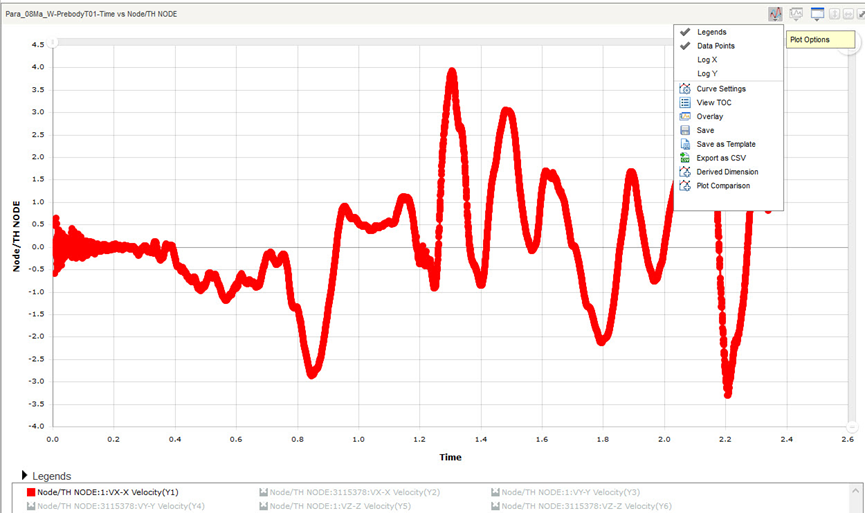 Para_08Ma_W-PrebodyT01-Time vs Node/TH NODE
Legends
Data Points
Log X
Log Y
Curve Settings
View TOC
Overlay
Save
Save as Template
Export as CSV
Derived Dimension
Plot Comparison
Plot Options
4.5
4.0
3.5
3.0
2.5
2.0
1.5
1.0
0.5
0.0
-0.5
-1.0
-1.5
-2.0
-2.5
-3.0
-3.5
-4.0
Node/TH NODE
0.0 0.2 0.4 0.6 0.8 1.0 1.2 1.4 1.6 1.8 2.0 2.2 2.4 2.6
Time
Legends
Node/TH NODE:1:VX-X Velocity(Y1) Node/TH NODE:3115378:VX-X Velocity(Y2) Node/TH NODE:1:VY-Y Velocity(Y3)
Node/TH NODE:3115378:VY-Y Velocity(Y4) Node/TH NODE:1:VZ-Z Velocity(Y5) Node/TH NODE:3115378:VZ-Z Velocity(Y6)